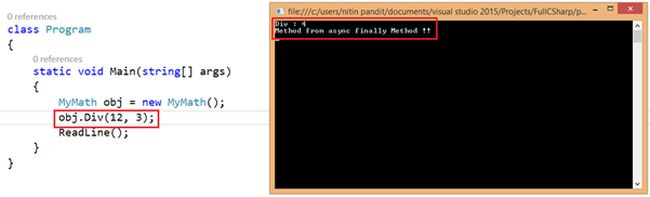 0 references
class Program
{
0 references
static void Main(string[] args)
{
MyMath obj = new MyMath();
obj.Div(12, 3);
ReadLine();
}
}
file:///c:/users/nitin pandit/documents/visual studio 2015/Projects/FullCSharp/p...
Div : 4
Method from async Finally Method !!